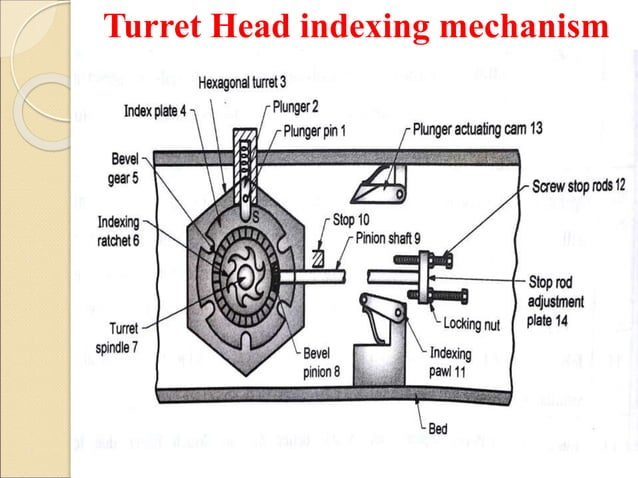 Turret Head indexing mechanism
Hexagonal turret 3
Index plate 4
Plunger 2
Plunger pin 1
Plunger actuating cam 13
Bevel
gear 5
Screw stop rods 12
S
Indexing
ratchet 6
Stop 10
Pinion shaft 9
Stop rod
adjustment
plate 14
Turret
spindle 7
Locking nut
Bevel
pinion 8
Indexing
pawl 11
Bed